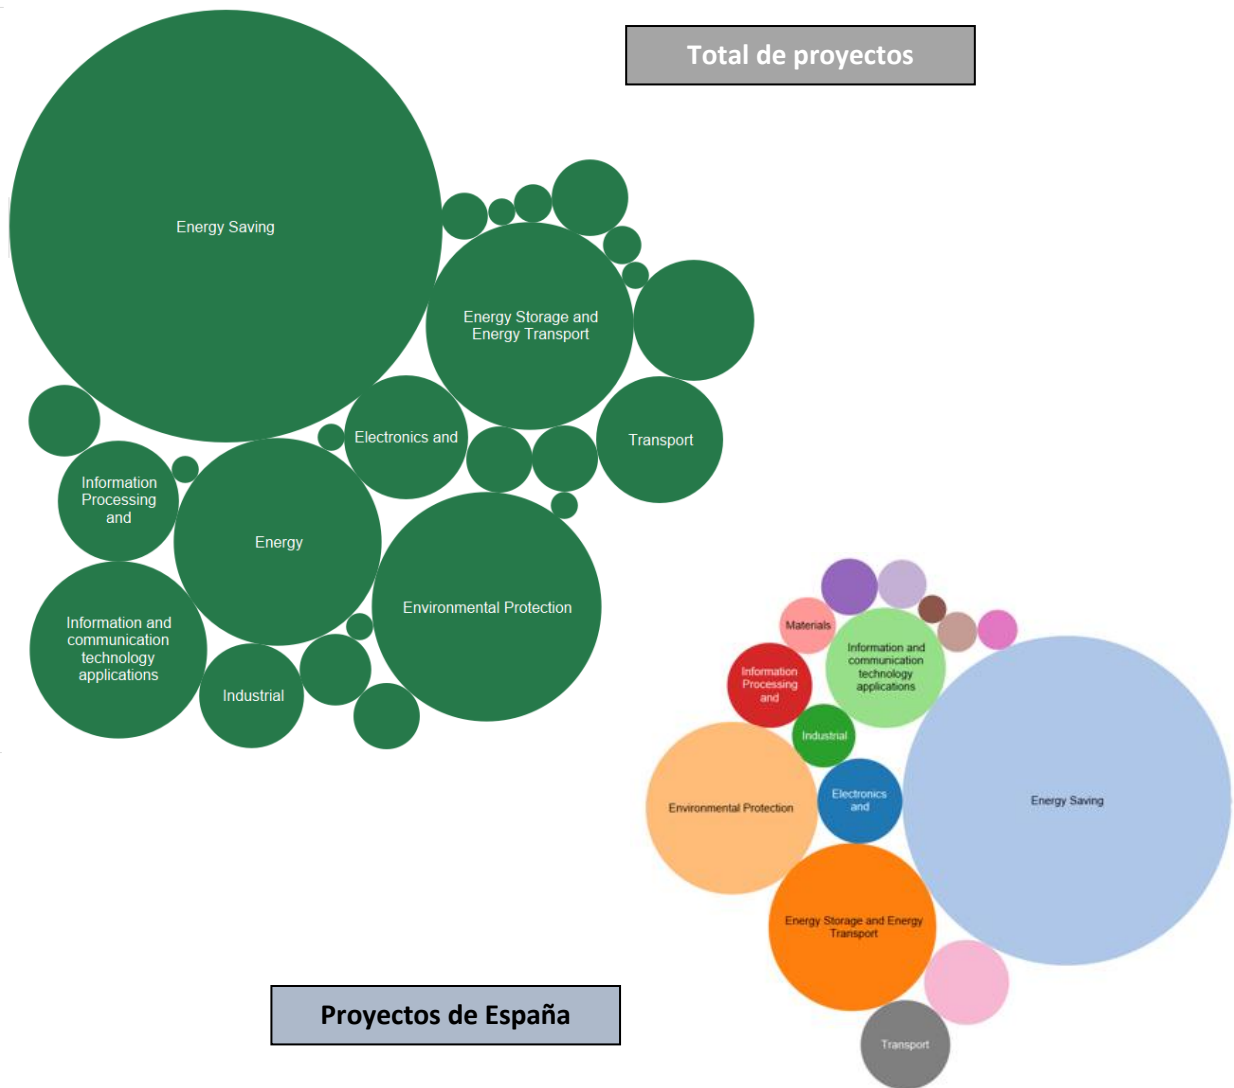 Total de proyectos
Energy Saving
Energy Storage and
Energy Transport
Electronics and
Transport
Information
Processing
and
Energy
Environmental Protection
Information and
communication
technology
applications
Industrial
Materials
Information and
communication
technology
applications
Information
Processing
and
Industrial
Electronics
and
Energy Saving
Environmental Protection
Energy Storage and Energy
Transport
Transport
Proyectos de España